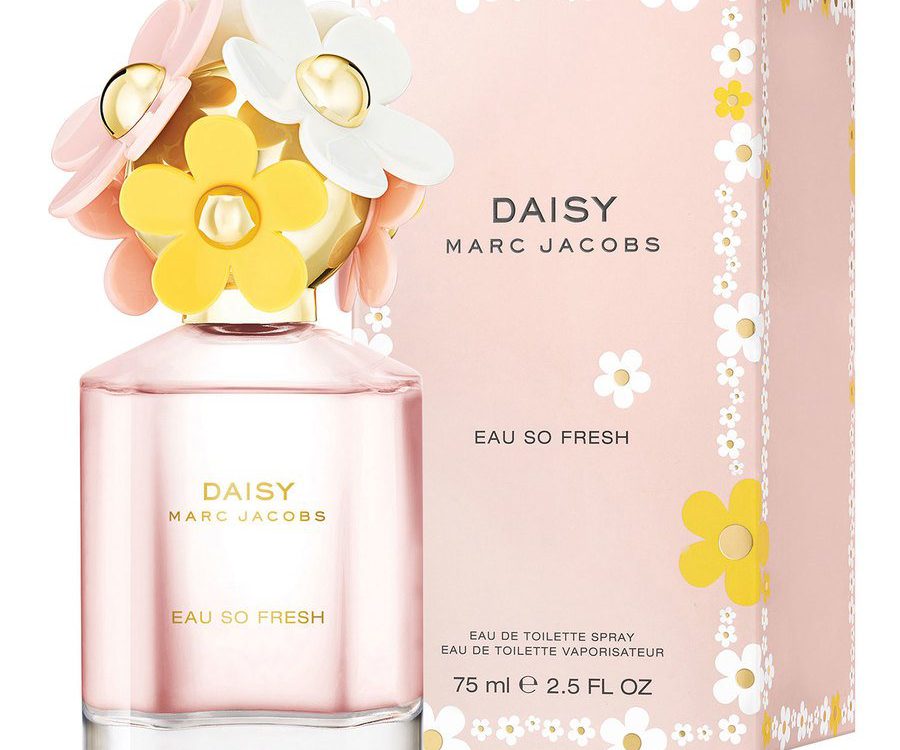 DAISY
MARC JACOBS
EAU SO FRESH
DAISY
MARC JACOBS
EAU SO FRESH
EAU DE TOILETTE SPRAY
EAU DE TOILETTE VAPORISATEUR
75 ml ℮ 2.5 FL OZ